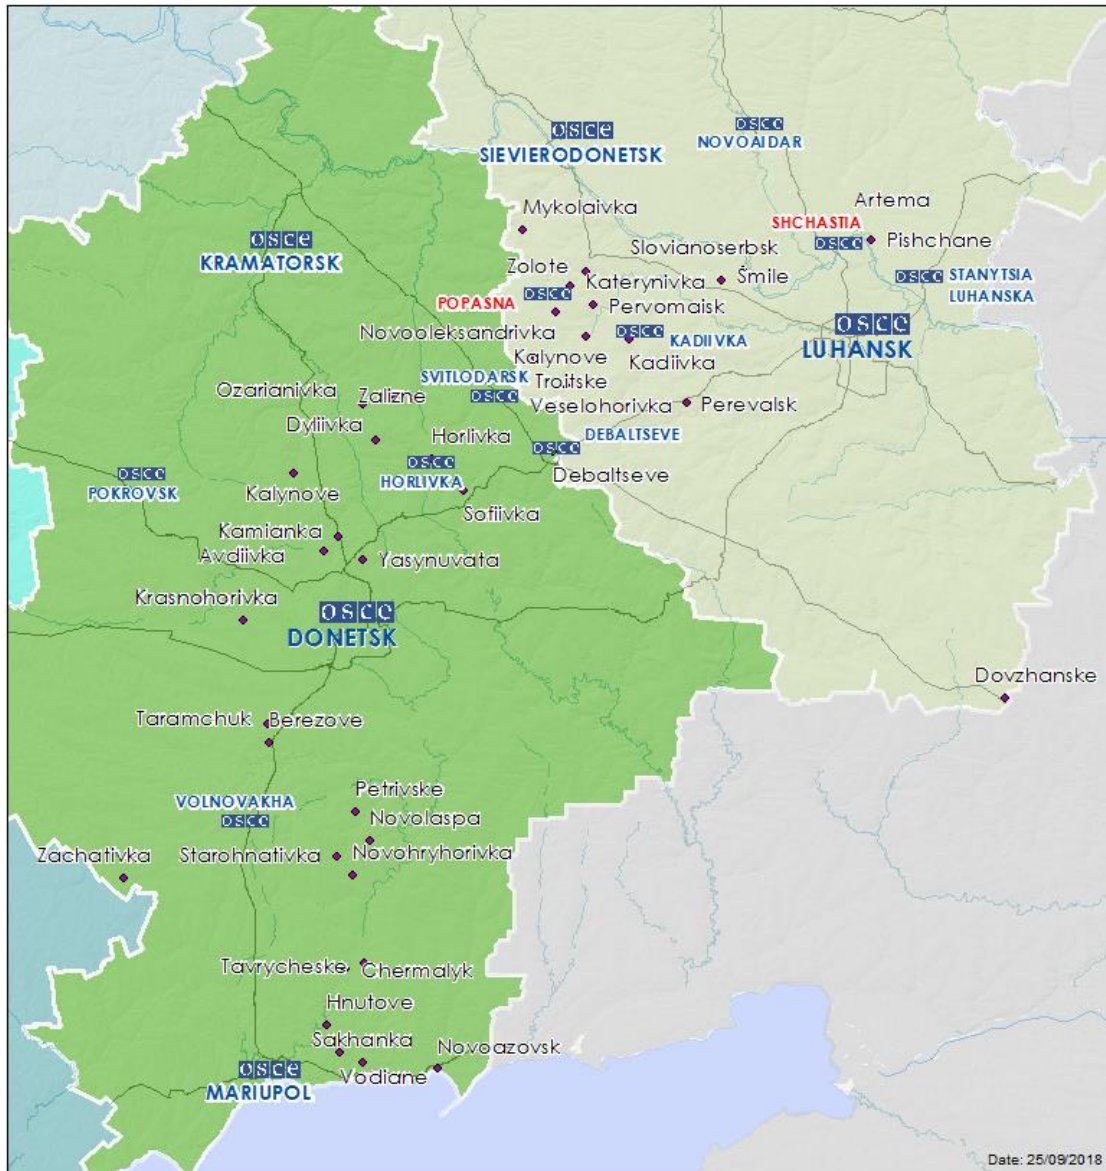 osce
SIEVIERODONETSK
osce
NOVOAIDAR
Mykolaivka
Artema
SHCHASTIA
osce
Pishchane
osce
KRAMATORSK
Slovianoserbsk
Zolote
Katerynivka
Šmile
osce
STANYTSIA
LUHANSKA
POPASNA
osce
Pervomaisk
osce
LUHANSK
Novooleksandrivka
osce
KADIIVKA
Kalynove
Kadiivka
SVITLODARSK
osce
Troitske
Ozarianivka
Zalizne
Veselohorivka
Perevalsk
Dyliivka
Horlivka
DEBALTSEVE
osce
osce
HORLIVKA
Debaltseve
osce
POKROVSK
Kalynove
Sofiivka
Kamianka
Avdiivka
Yasynuvata
Krasnohorivka
osce
DONETSK
Dovzhanske
Taramchuk
Berezove
Petrivske
VOLNOVAKHA
osce
Novolaspa
Zachativka
Starohnativka
Novohryhorivka
Tavrycheske
Chermalyk
Hnutove
Sakhanka
Novoazovsk
osce
MARIUPOL
Vodiane
Date: 25/09/2018